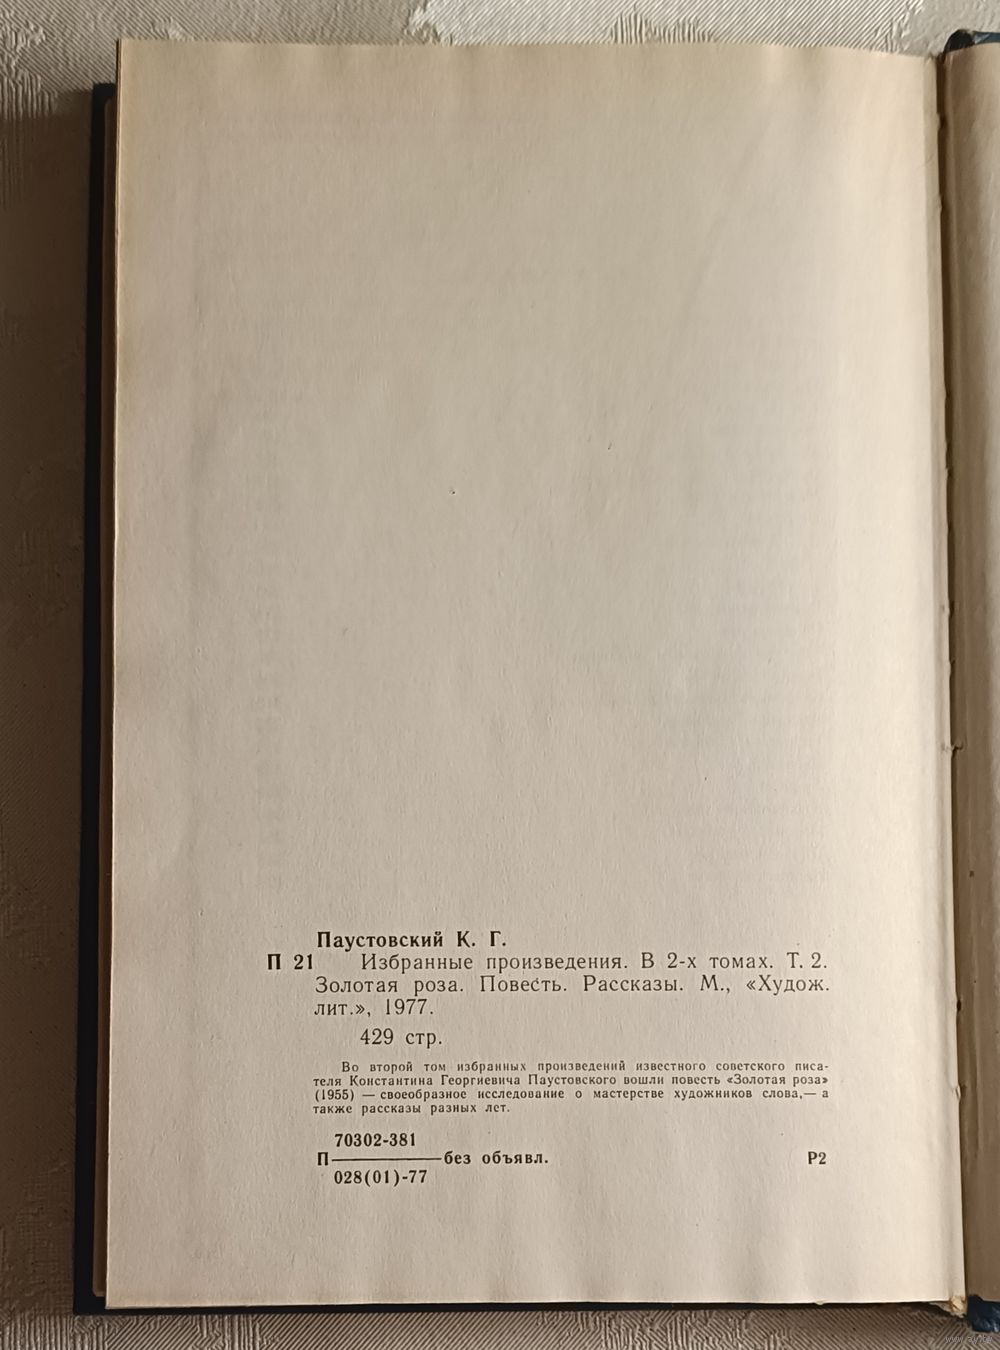 Паустовский К. Г.
П 21 Избранные произведения. В 2-х томах. Т. 2.
Золотая роза. Повесть. Рассказы. М., «Худож.
лит.», 1977.
429 стр.
Во второй том избранных произведений известного советского писа-
теля Константина Георгиевича Паустовского вошли повесть «Золотая роза»
(1955) — своеобразное исследование о мастерстве художников слова,— а
также рассказы разных лет.
70302-381
П————без объявл. Р2
028(01)-77